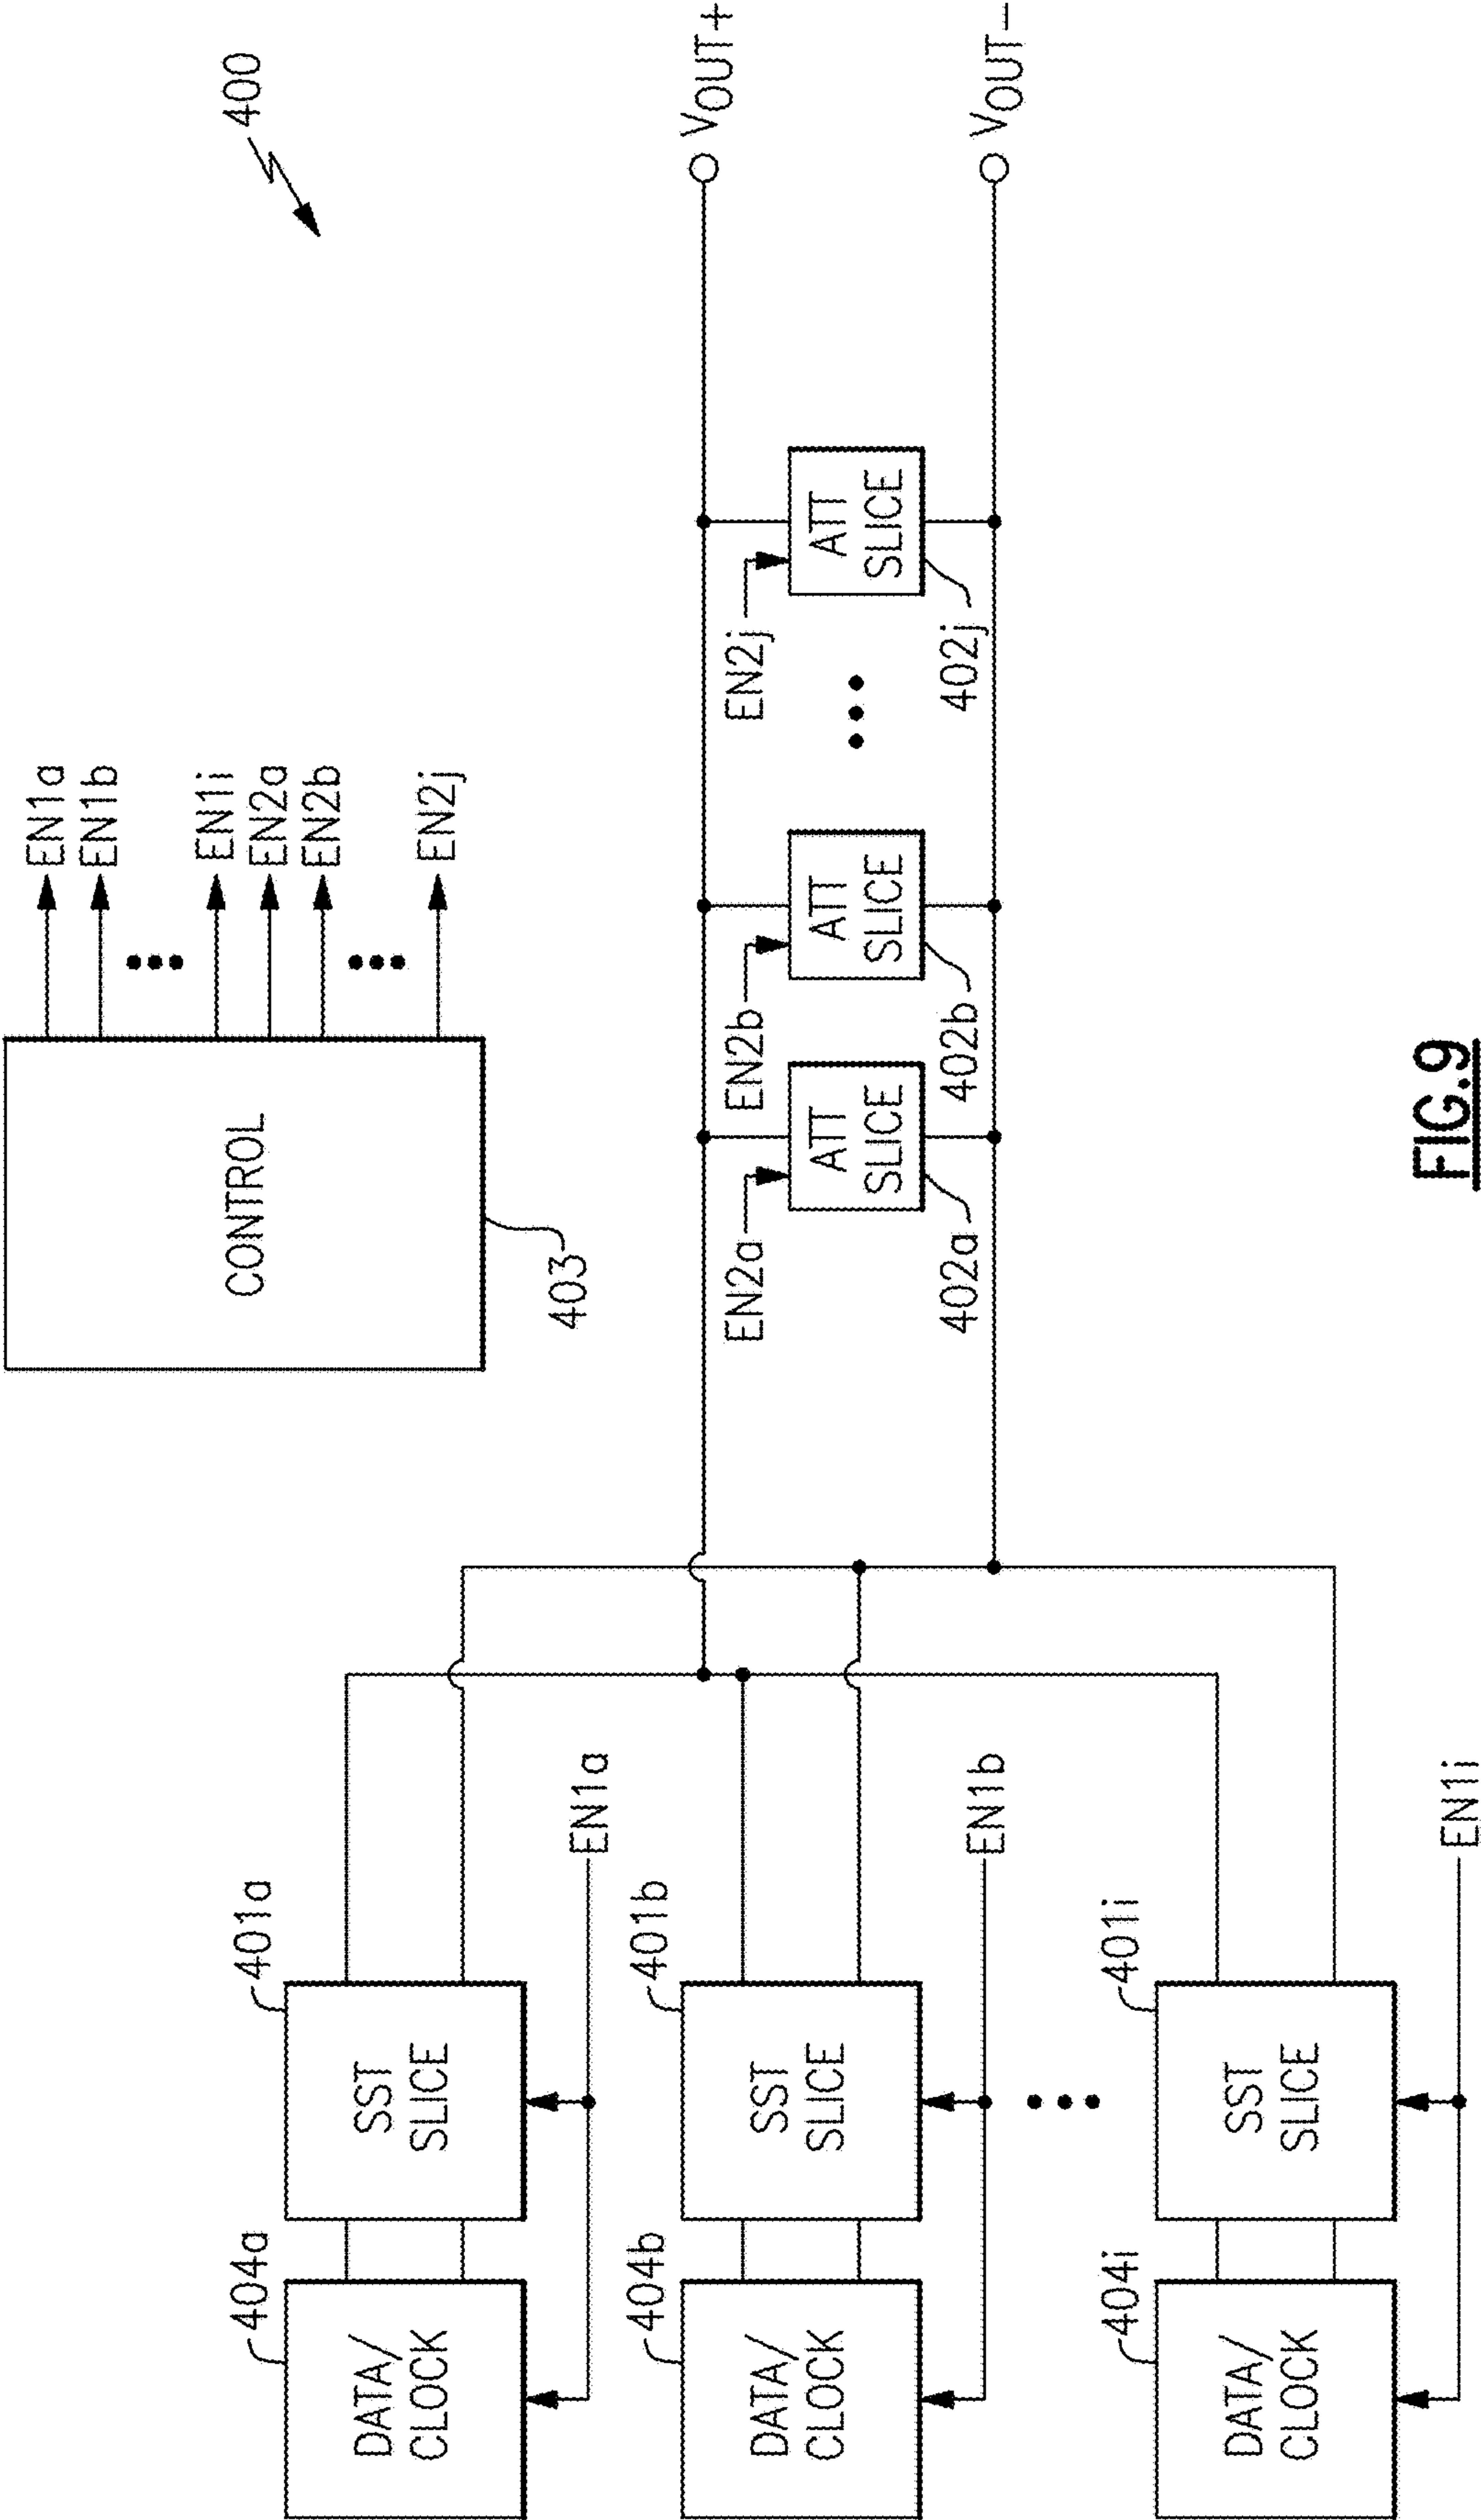 400
CONTROL
403
EN1a
EN1b
EN1i
EN2a
EN2b
EN2j
404a
401a
DATA/
CLOCK
SST
SLICE
EN1a
404b
401b
DATA/
CLOCK
SST
SLICE
EN1b
404i
401i
DATA/
CLOCK
SST
SLICE
EN1i
EN2a
ATT
SLICE
402a
EN2b
ATT
SLICE
402b
EN2j
ATT
SLICE
402j
VOUT+
VOUT−
FIG.9